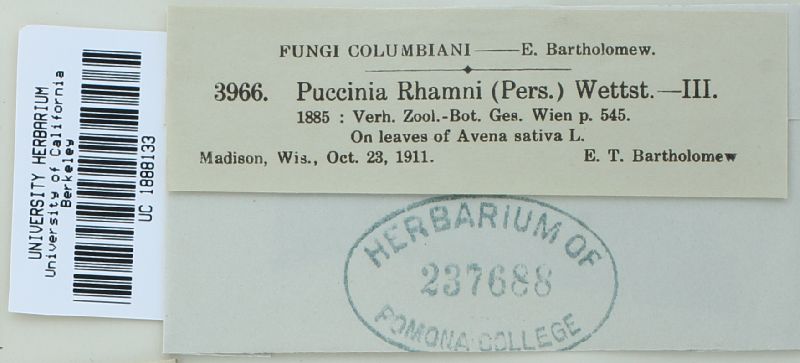 FUNGI COLUMBIANI—E. Bartholomew.
3966. Puccinia Rhamni (Pers.) Wettst.—III.
1885 : Verh. Zool.-Bot. Ges. Wien p. 545.
On leaves of Avena sativa L.
Madison, Wis., Oct. 23, 1911. E. T. Bartholomew
HERBARIUM OF
237688
POMONA COLLEGE
UNIVERSITY HERBARIUM
University of California
Berkeley
UC 1888133